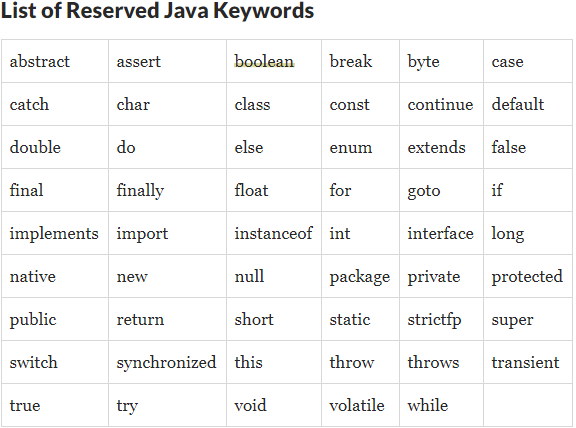 List of Reserved Java Keywords
abstract assert boolean break byte case
catch char class const continue default
double do else enum extends false
final finally float for goto if
implements import instanceof int interface long
native new null package private protected
public return short static strictfp super
switch synchronized this throw throws transient
true try void volatile while